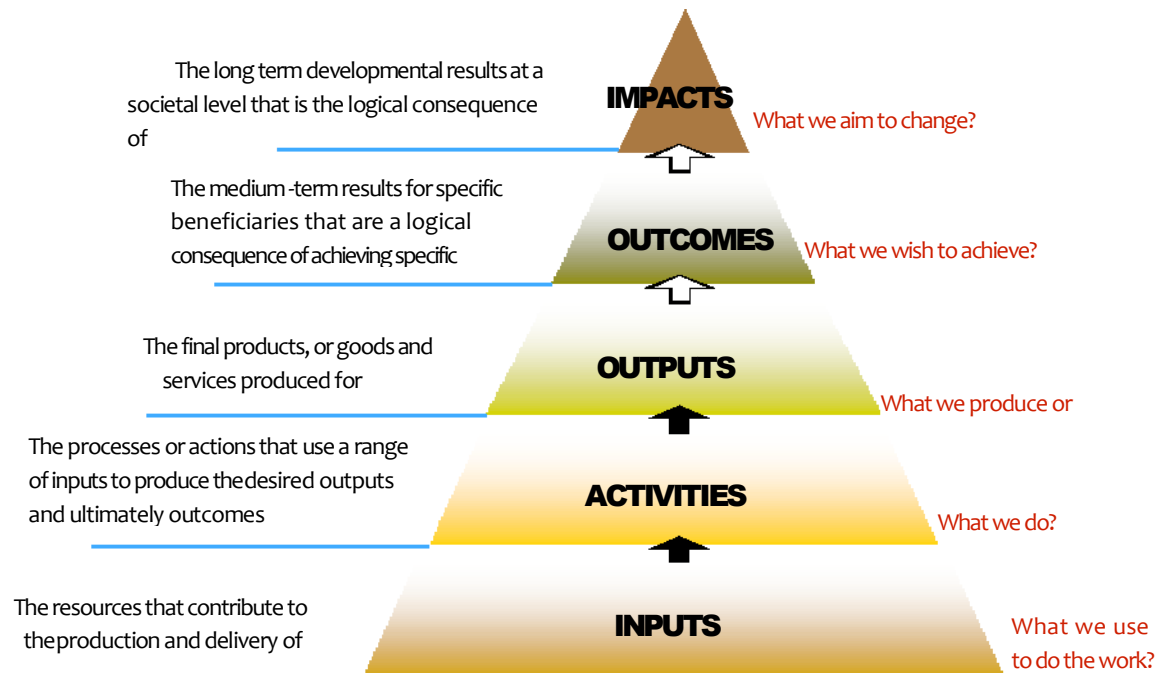 The long term developmental results at a
societal level that is the logical consequence
of
IMPACTS
What we aim to change?
The medium -term results for specific
beneficiaries that are a logical
consequence of achieving specific
OUTCOMES
What we wish to achieve?
The final products, or goods and
services produced for
OUTPUTS
What we produce or
The processes or actions that use a range
of inputs to produce thedesired outputs
and ultimately outcomes
ACTIVITIES
What we do?
The resources that contribute to
theproduction and delivery of
INPUTS
What we use
to do the work?